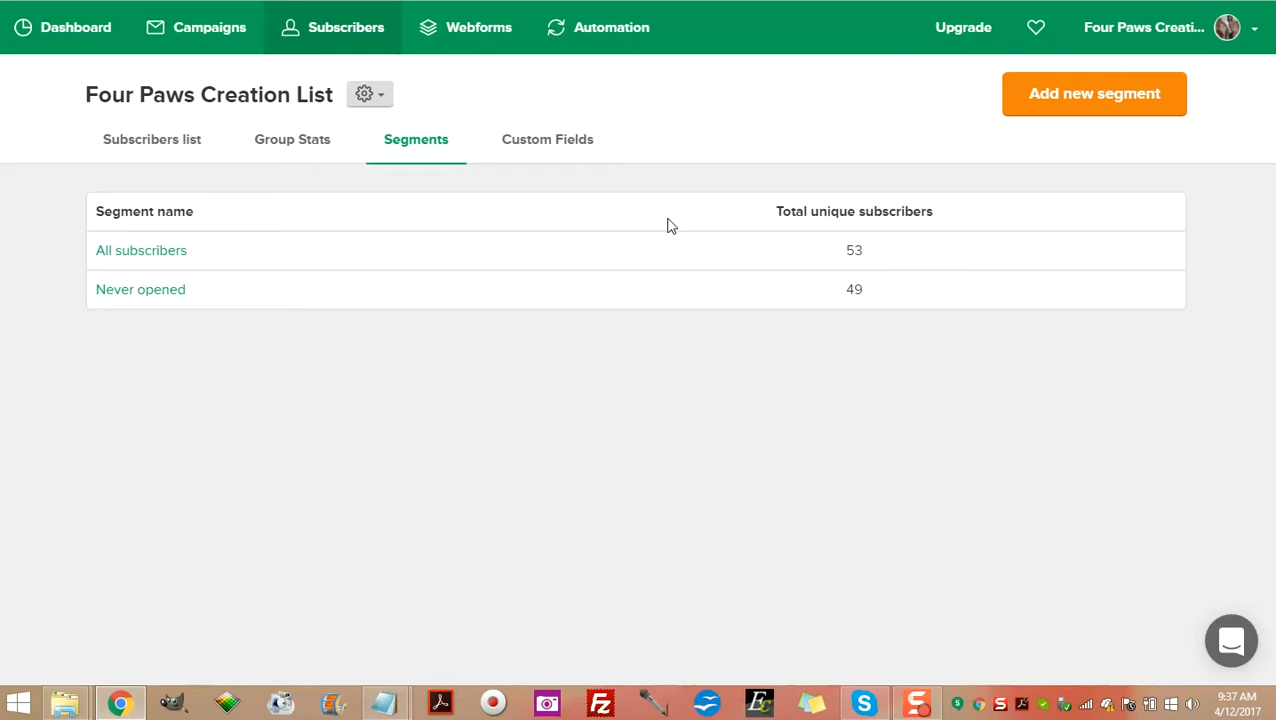 Dashboard Campaigns Subscribers Webforms Automation Upgrade Four Paws Creati...
Four Paws Creation List
Add new segment
Subscribers list Group Stats Segments Custom Fields
Segment name Total unique subscribers
All subscribers 53
Never opened 49
9:37 AM
4/12/2017